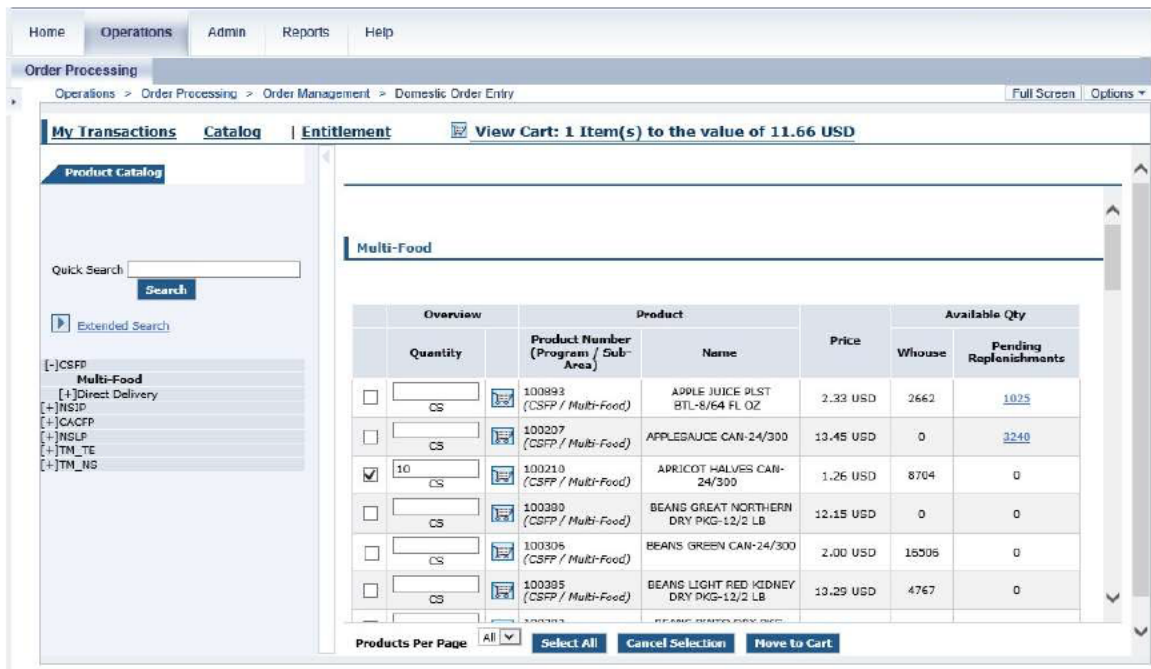 Home Operations Admin Reports Help
Order Processing
Operations > Order Processing > Order Management > Domestic Order Entry Full Screen Options
My Transactions Catalog | Entitlement View Cart: 1 Item(s) to the value of 11.66 USD
Product Catalog
Quick Search
Search
Extended Search
[-]CSFP
Multi-Food
[+]Direct Delivery
[+]NSIP
[+]CACFP
[+]NSLP
[+]TM_TE
[+]TM_NS
Multi-Food
Overview Product Price Available Qty
Quantity Product Number (Program / Sub-Area) Name Whouse Pending Replenishments
CS 100893 (CSFP / Multi-Food) APPLE JUICE PLST BTL-8/64 FL OZ 2.33 USD 2662 1025
CS 100207 (CSFP / Multi-Food) APPLESAUCE CAN-24/300 13.45 USD 0 3240
10 CS 100210 (CSFP / Multi-Food) APRICOT HALVES CAN-24/300 1.26 USD 8704 0
CS 100380 (CSFP / Multi-Food) BEANS GREAT NORTHERN DRY PKG-12/2 LB 12.15 USD 0 0
CS 100306 (CSFP / Multi-Food) BEANS GREEN CAN-24/300 2.00 USD 16506 0
CS 100385 (CSFP / Multi-Food) BEANS LIGHT RED KIDNEY DRY PKG-12/2 LB 13.29 USD 4767 0
Products Per Page All Select All Cancel Selection Move to Cart